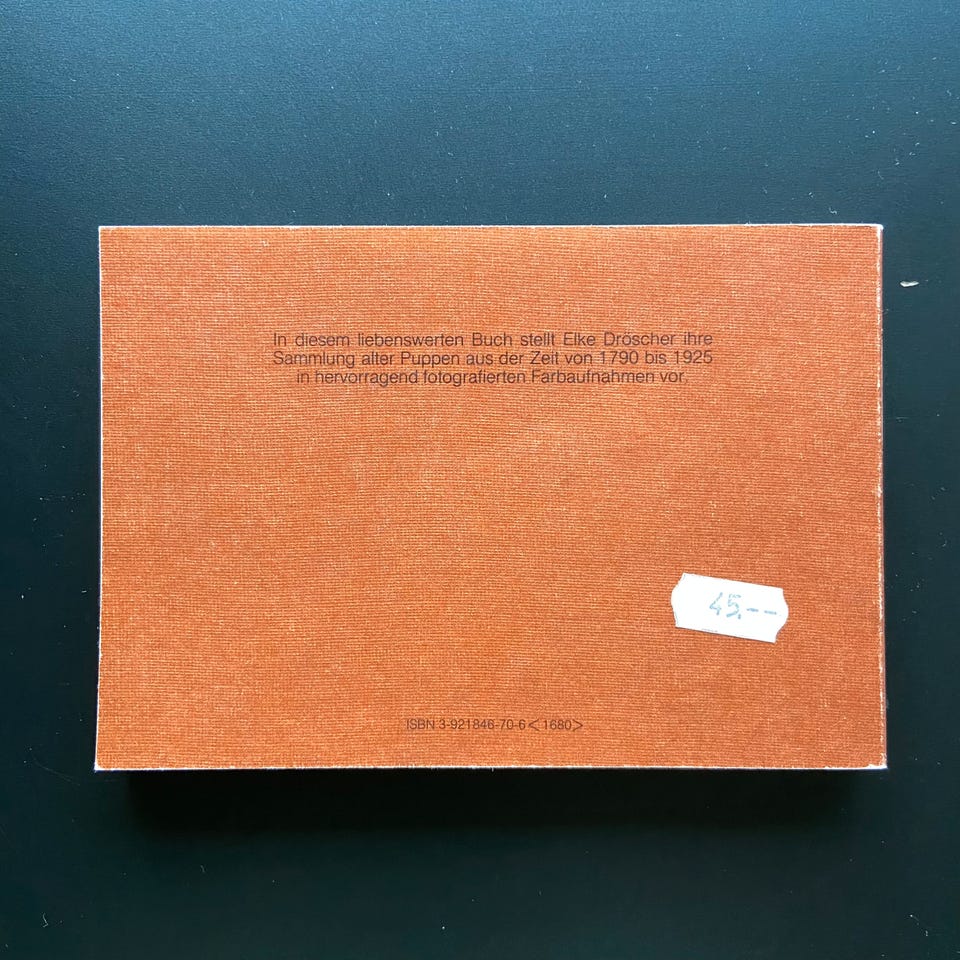 In diesem liebenswerten Buch stellt Elke Dröscher ihre
Sammlung alter Puppen aus der Zeit von 1790 bis 1925
in hervorragend fotografierten Farbaufnahmen vor.
45.--
ISBN 3-921846-70-6 < 1680>